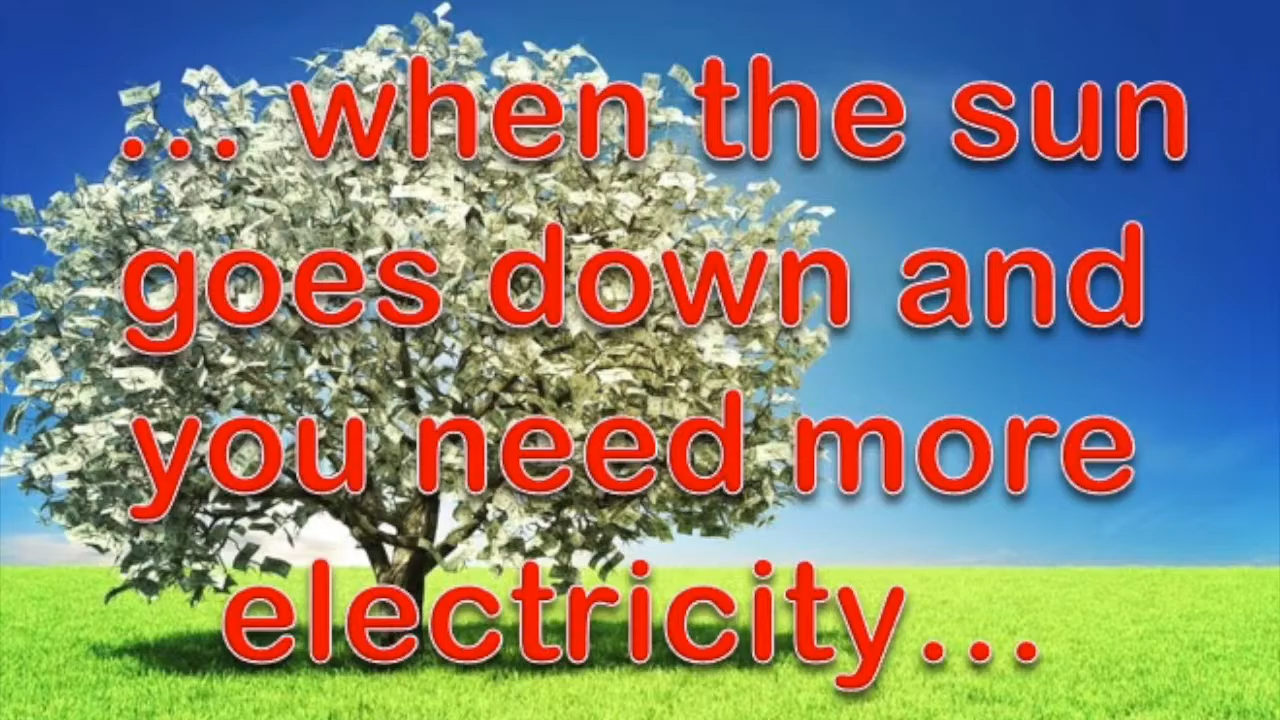 ... when the sun
goes down and
you need more
electricity...